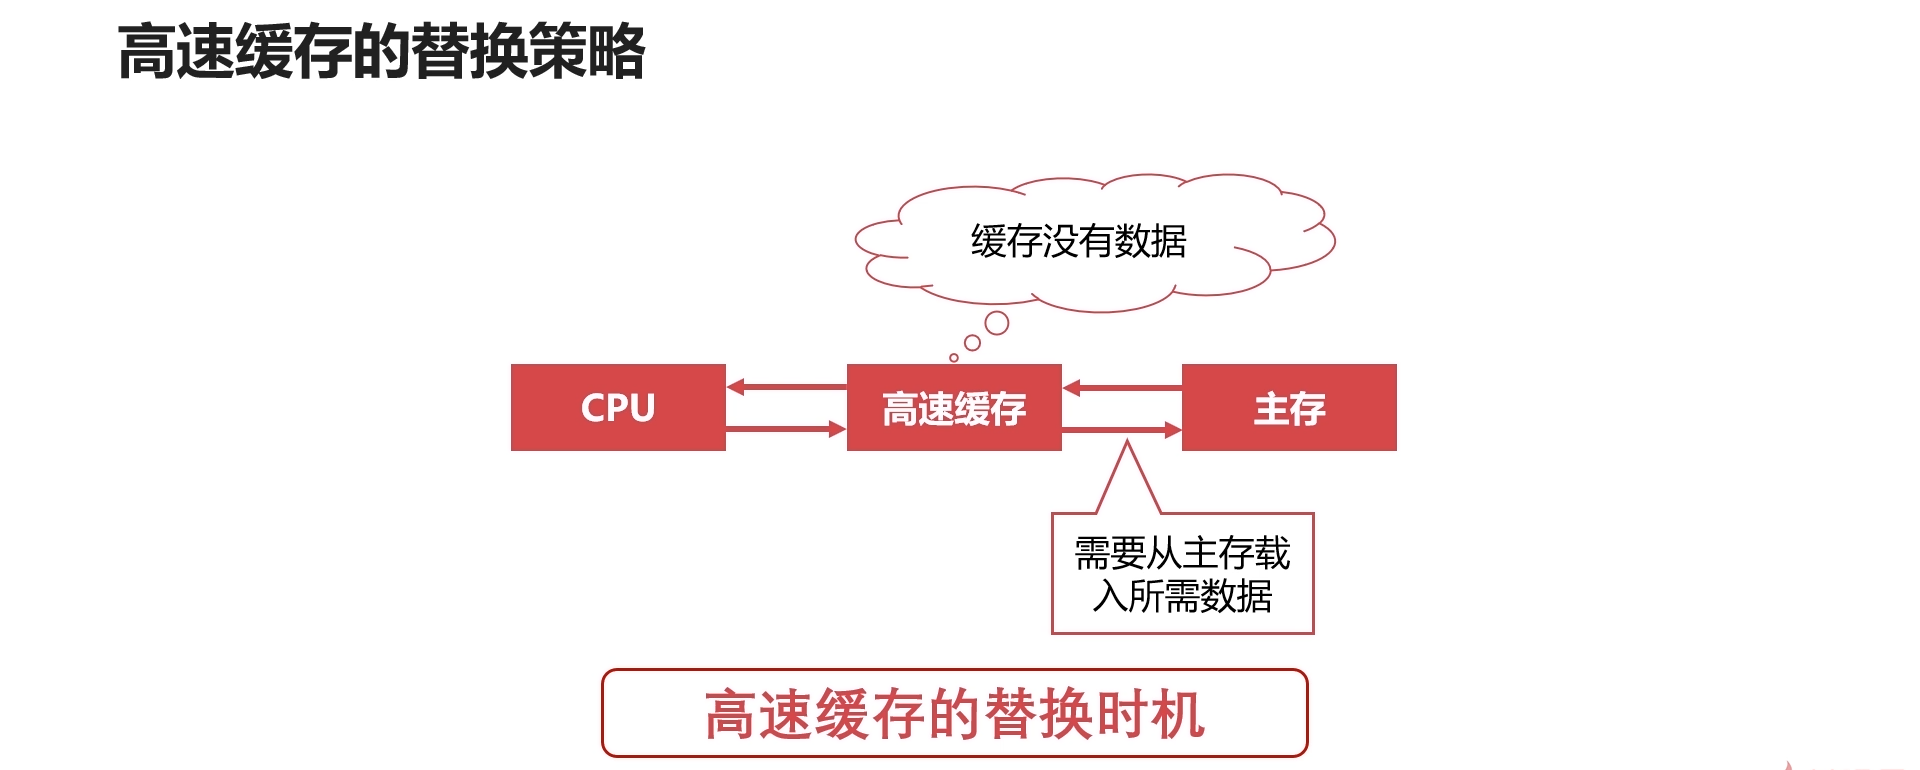 高速缓存的替换策略
缓存没有数据
CPU
高速缓存
主存
需要从主存载
入所需数据
高速缓存的替换时机